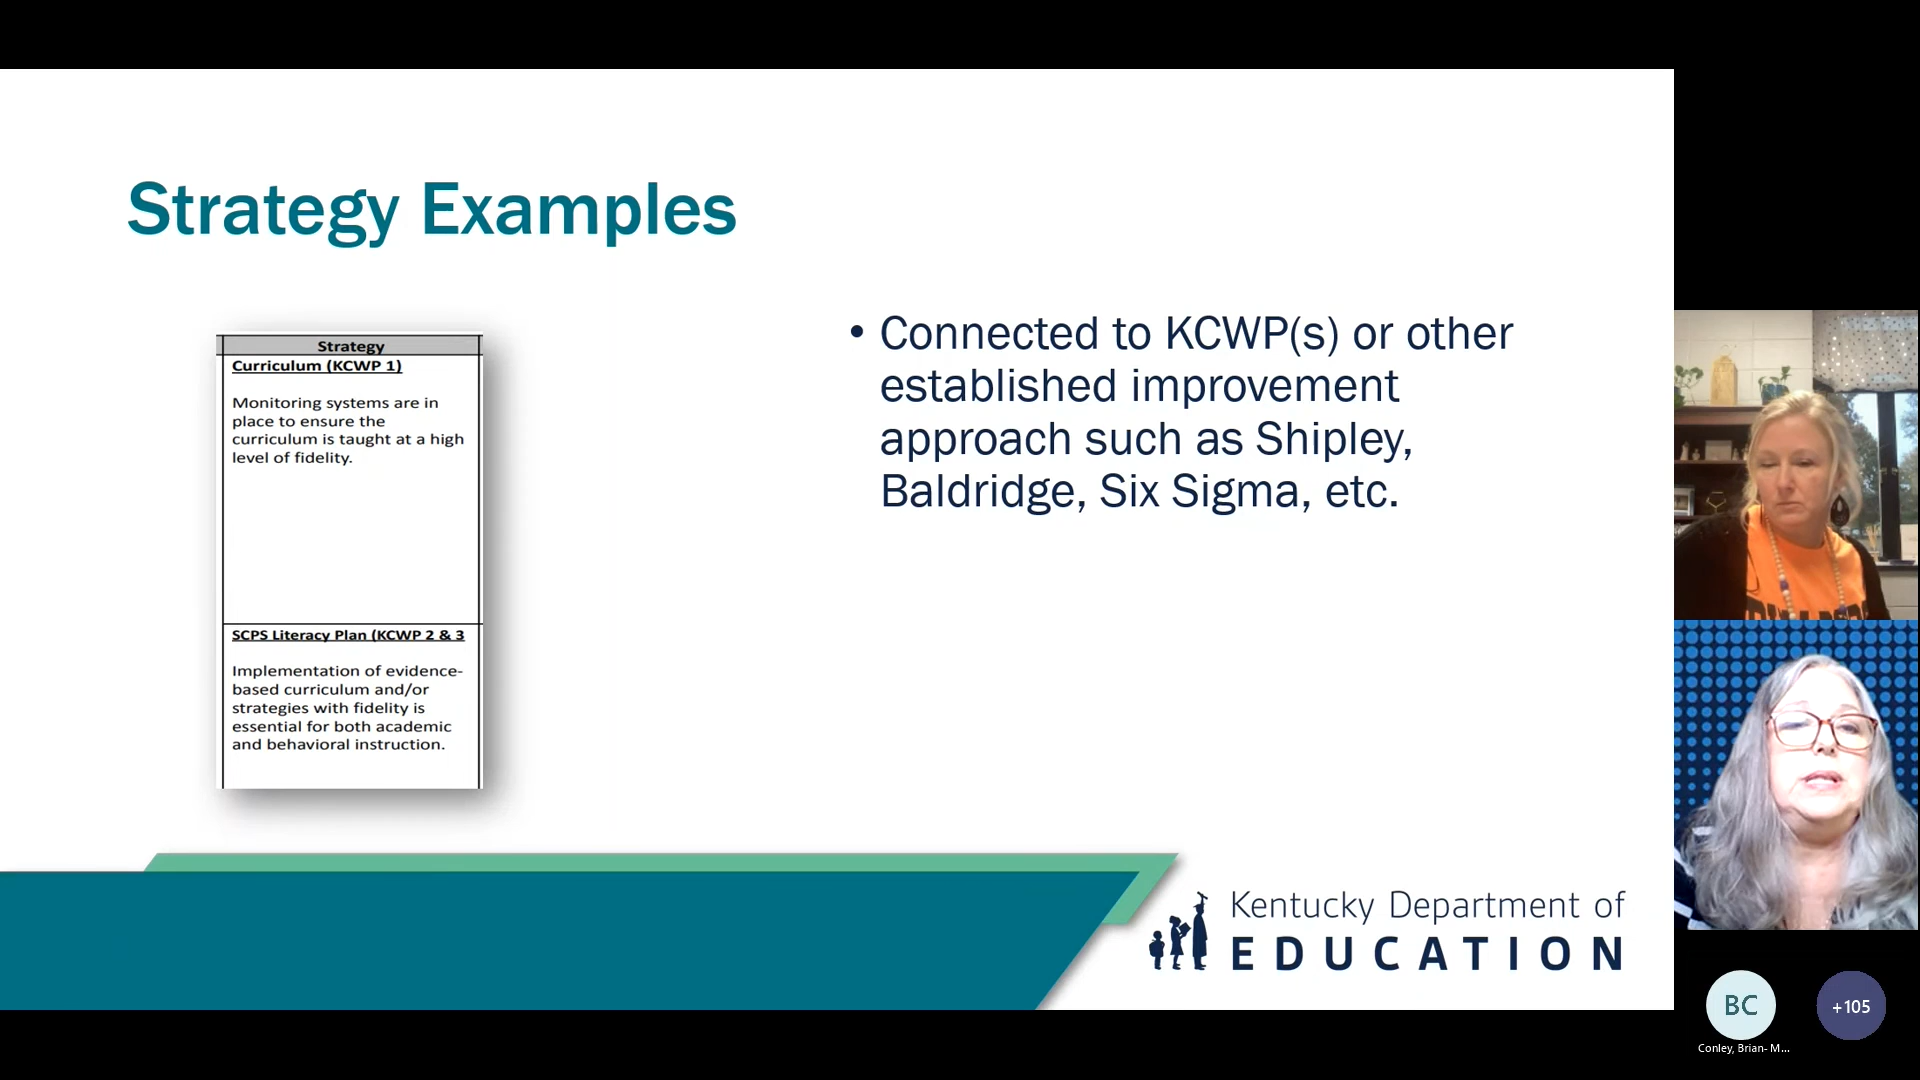 Strategy Examples
Strategy
Curriculum (KCWP 1)
Monitoring systems are in
place to ensure the
curriculum is taught at a high
level of fidelity.
SCPS Literacy Plan (KCWP 2 & 3
Implementation of evidence-
based curriculum and/or
strategies with fidelity is
essential for both academic
and behavioral instruction.
• Connected to KCWP(s) or other
established improvement
approach such as Shipley,
Baldridge, Six Sigma, etc.
Kentucky Department of
EDUCATION
BC
+105
Conley, Brian- M...